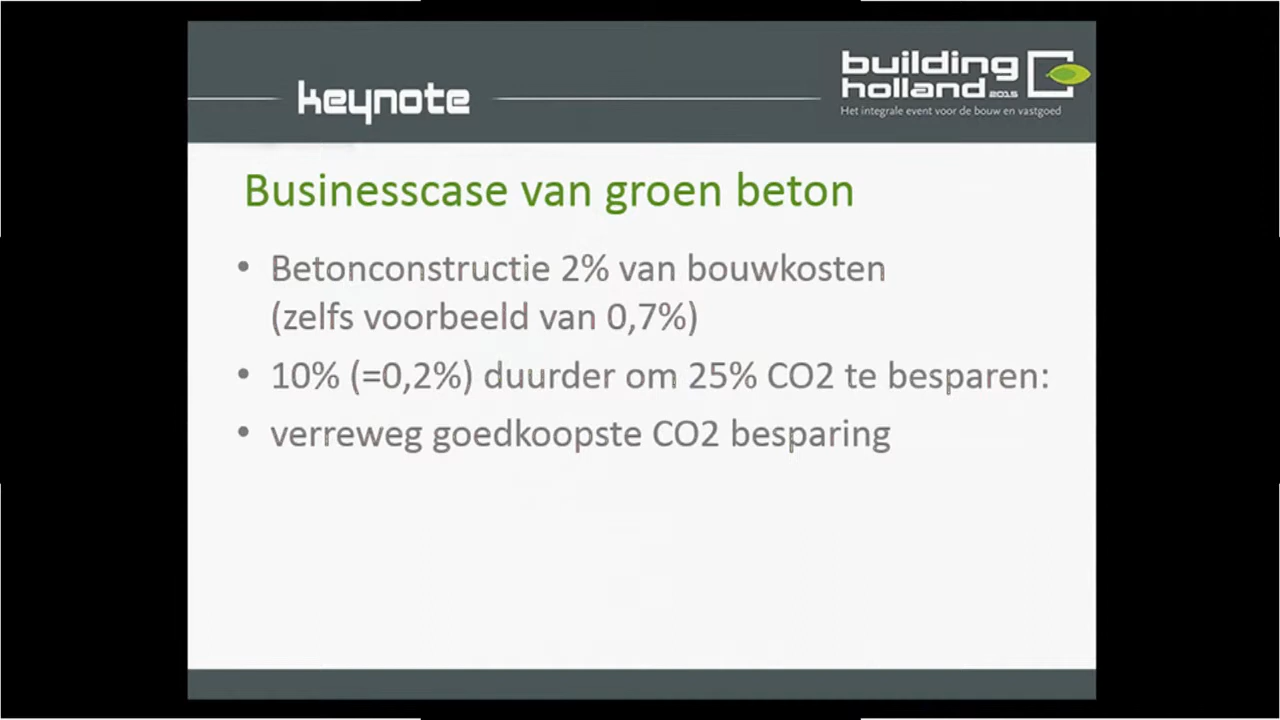 keynote
building
holland 2015
Het integrale event voor de bouw en vastgoed
Businesscase van groen beton
• Betonconstructie 2% van bouwkosten
(zelfs voorbeeld van 0,7%)
• 10% (=0,2%) duurder om 25% CO2 te besparen:
• verreweg goedkoopste CO2 besparing